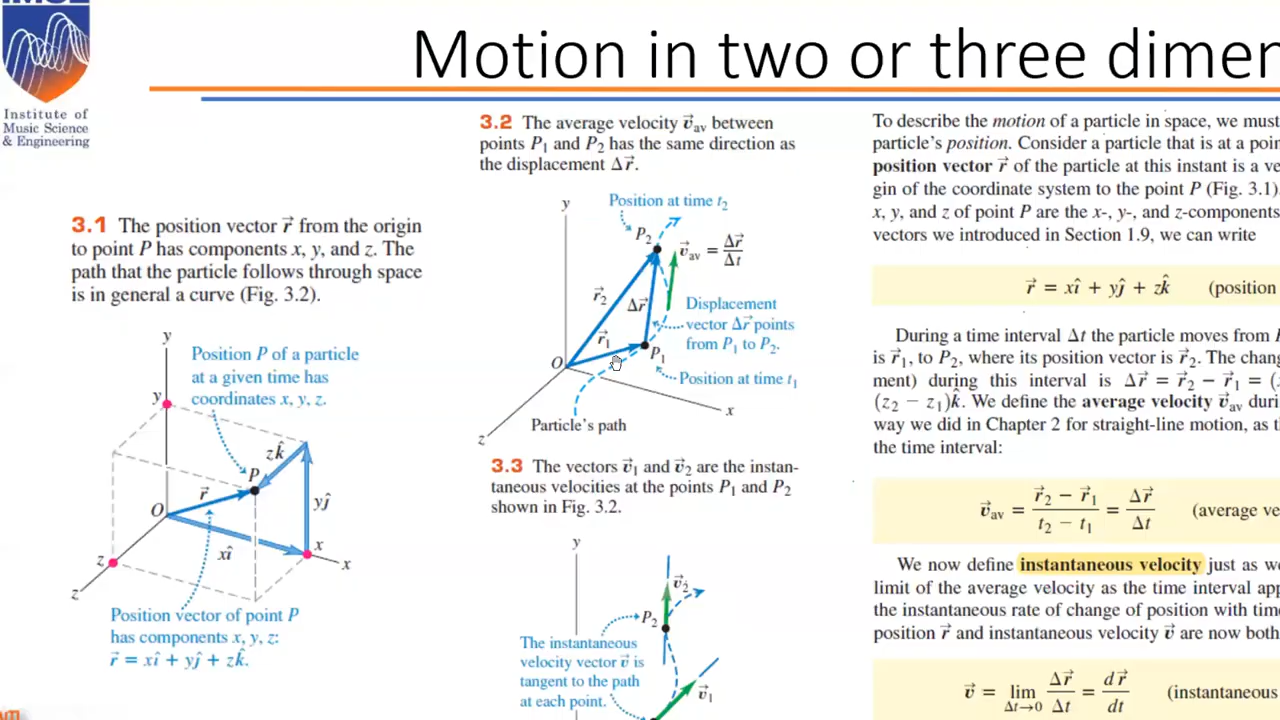 Institute of
Music Science
& Engineering
Motion in two or three dimen
3.1 The position vector r⃗ from the origin
to point P has components x, y, and z. The
path that the particle follows through space
is in general a curve (Fig. 3.2).
y
Position P of a particle
at a given time has
coordinates x, y, z.
y
zk̂
P
r⃗
yĵ
O
x
z
xî
x
z
Position vector of point P
has components x, y, z:
r⃗ = xî + yĵ + zk̂.
3.2 The average velocity v⃗av between
points P1 and P2 has the same direction as
the displacement Δr⃗.
y
Position at time t2
P2
v⃗av = Δr⃗/Δt
r⃗2
Δr⃗
Displacement
vector Δr⃗ points
from P1 to P2.
r⃗1
P1
O
Position at time t1
x
Particle's path
z
3.3 The vectors v⃗1 and v⃗2 are the instan-
taneous velocities at the points P1 and P2
shown in Fig. 3.2.
y
v⃗2
P2
The instantaneous
velocity vector v⃗ is
tangent to the path
at each point.
v⃗1
To describe the motion of a particle in space, we must
particle's position. Consider a particle that is at a poin
position vector r⃗ of the particle at this instant is a ve
gin of the coordinate system to the point P (Fig. 3.1).
x, y, and z of point P are the x-, y-, and z-components
vectors we introduced in Section 1.9, we can write
r⃗ = xî + yĵ + zk̂ (position
During a time interval Δt the particle moves from P
is r⃗1, to P2, where its position vector is r⃗2. The chang
ment) during this interval is Δr⃗ = r⃗2 − r⃗1 = (
(z2 − z1)k̂. We define the average velocity v⃗av duri
way we did in Chapter 2 for straight-line motion, as t
the time interval:
v⃗av = (r⃗2 − r⃗1)/(t2 − t1) = Δr⃗/Δt (average ve
We now define instantaneous velocity just as we
limit of the average velocity as the time interval app
the instantaneous rate of change of position with tim
position r⃗ and instantaneous velocity v⃗ are now both
v⃗ = lim Δt→0 Δr⃗/Δt = dr⃗/dt (instantaneous